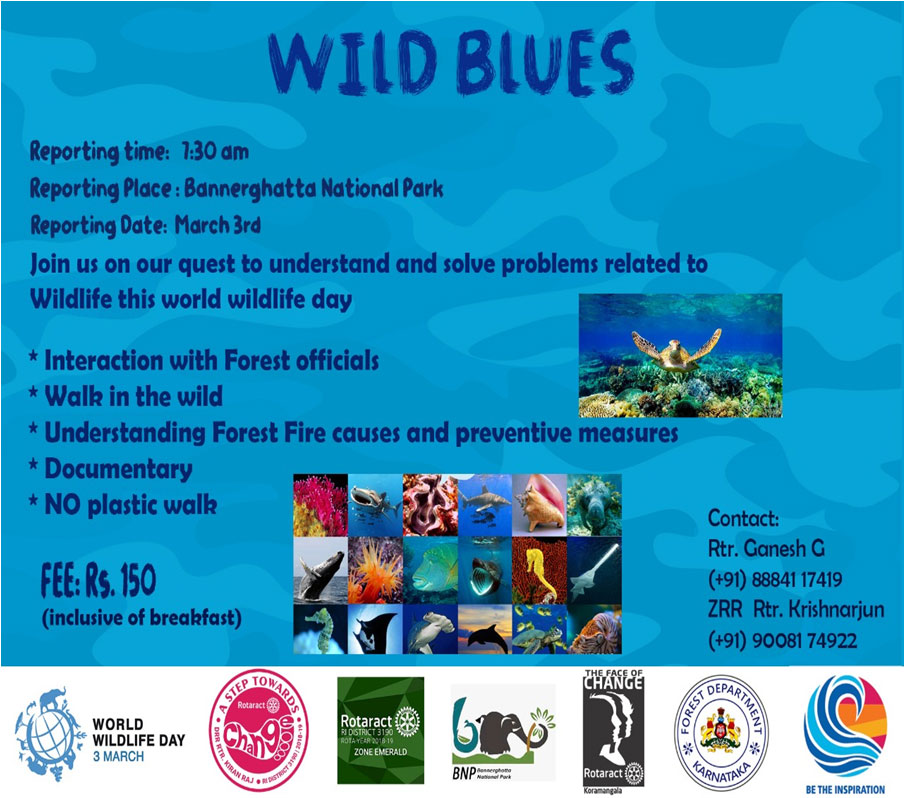 WILD BLUES
Reporting time: 7:30 am
Reporting Place : Bannerghatta National Park
Reporting Date: March 3rd
Join us on our quest to understand and solve problems related to
Wildlife this world wildlife day
* Interaction with Forest officials
* Walk in the wild
* Understanding Forest Fire causes and preventive measures
* Documentary
* NO plastic walk
FEE: Rs. 150
(inclusive of breakfast)
Contact:
Rtr. Ganesh G
(+91) 88841 17419
ZRR Rtr. Krishnarjun
(+91) 90081 74922
WORLD
WILDLIFE DAY
3 MARCH
A STEP TOWARDS
Rotaract
change
DRR RTR. KIRAN RAJ • RI DISTRICT 3190 | 2018-19
Rotaract
RI DISTRICT 3190
ROTA YEAR 2018-19
ZONE EMERALD
bnp
BNP Bannerghatta
National Park
THE FACE OF
CHANGE
Rotaract
Koramangala
FOREST DEPARTMENT
KARNATAKA
BE THE INSPIRATION